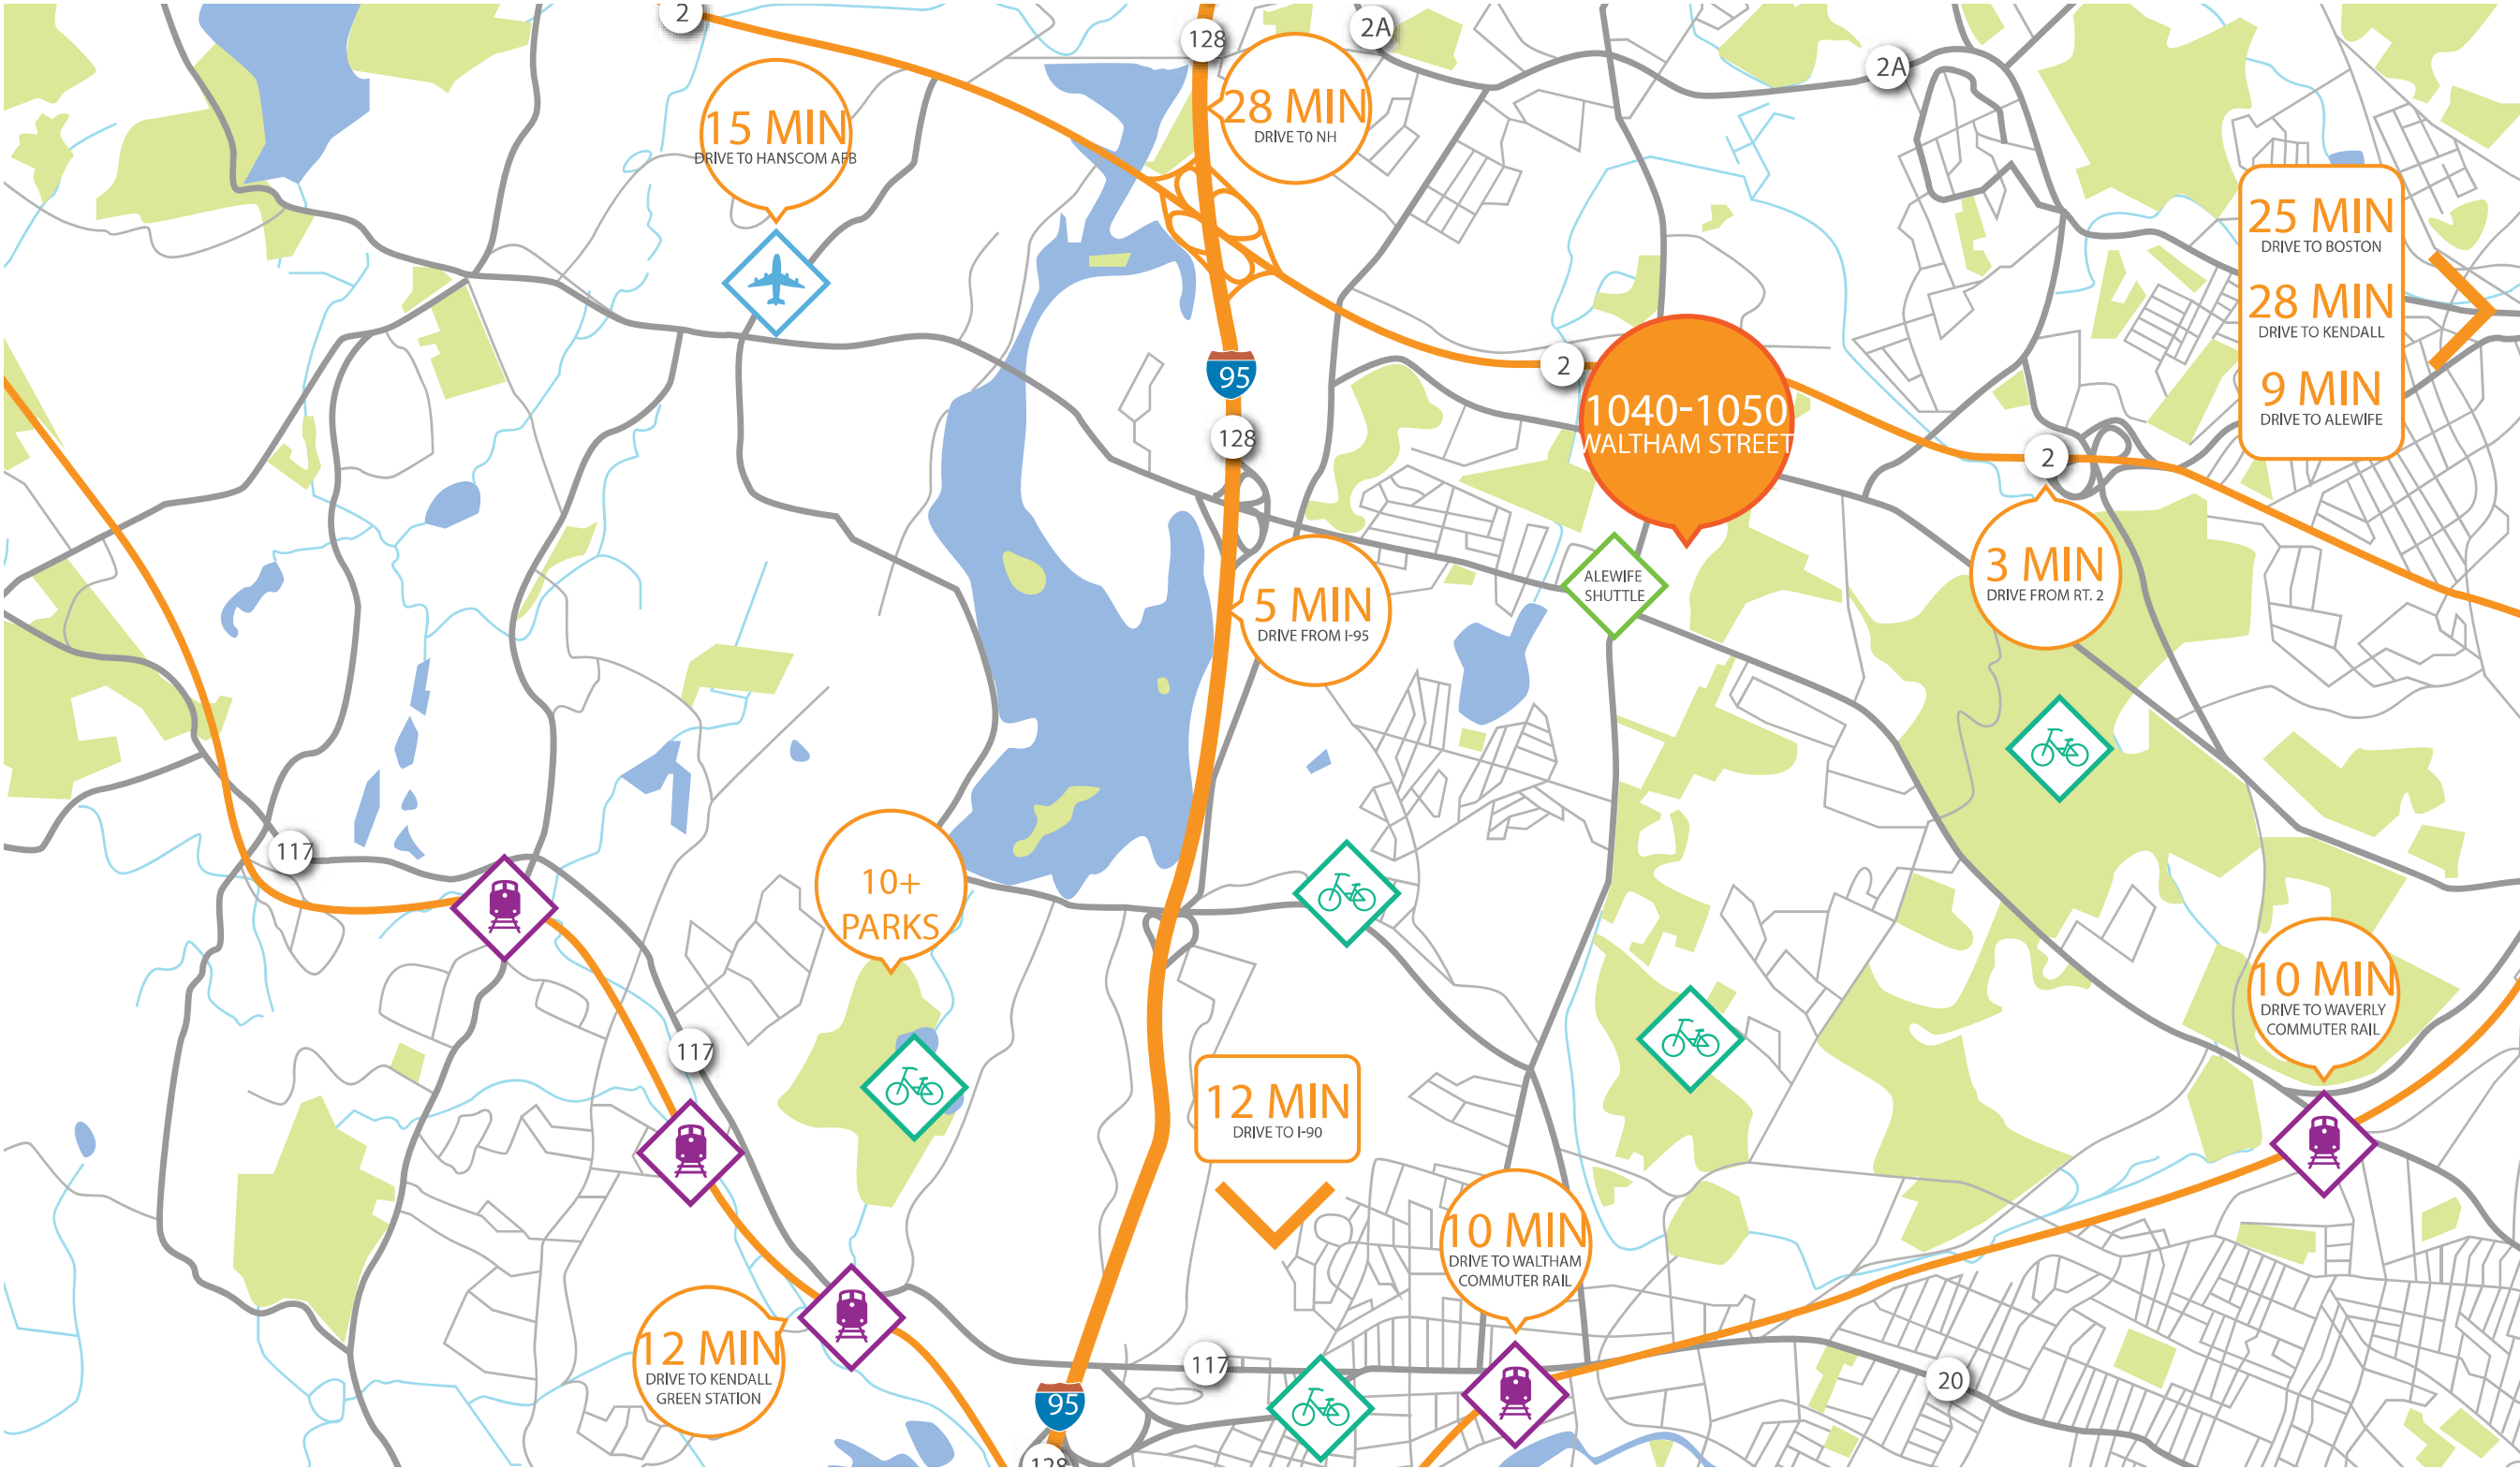 2
128
2A
2A
15 MIN
DRIVE T0 HANSCOM AFB
28 MIN
DRIVE T0 NH
25 MIN
DRIVE TO BOSTON
28 MIN
DRIVE TO KENDALL
9 MIN
DRIVE TO ALEWIFE
95
2
1040-1050
WALTHAM STREET
128
2
3 MIN
DRIVE FROM RT. 2
ALEWIFE
SHUTTLE
5 MIN
DRIVE FROM I-95
117
10+
PARKS
10 MIN
DRIVE TO WAVERLY
COMMUTER RAIL
117
12 MIN
DRIVE TO I-90
10 MIN
DRIVE TO WALTHAM
COMMUTER RAIL
12 MIN
DRIVE TO KENDALL
GREEN STATION
117
20
95
128